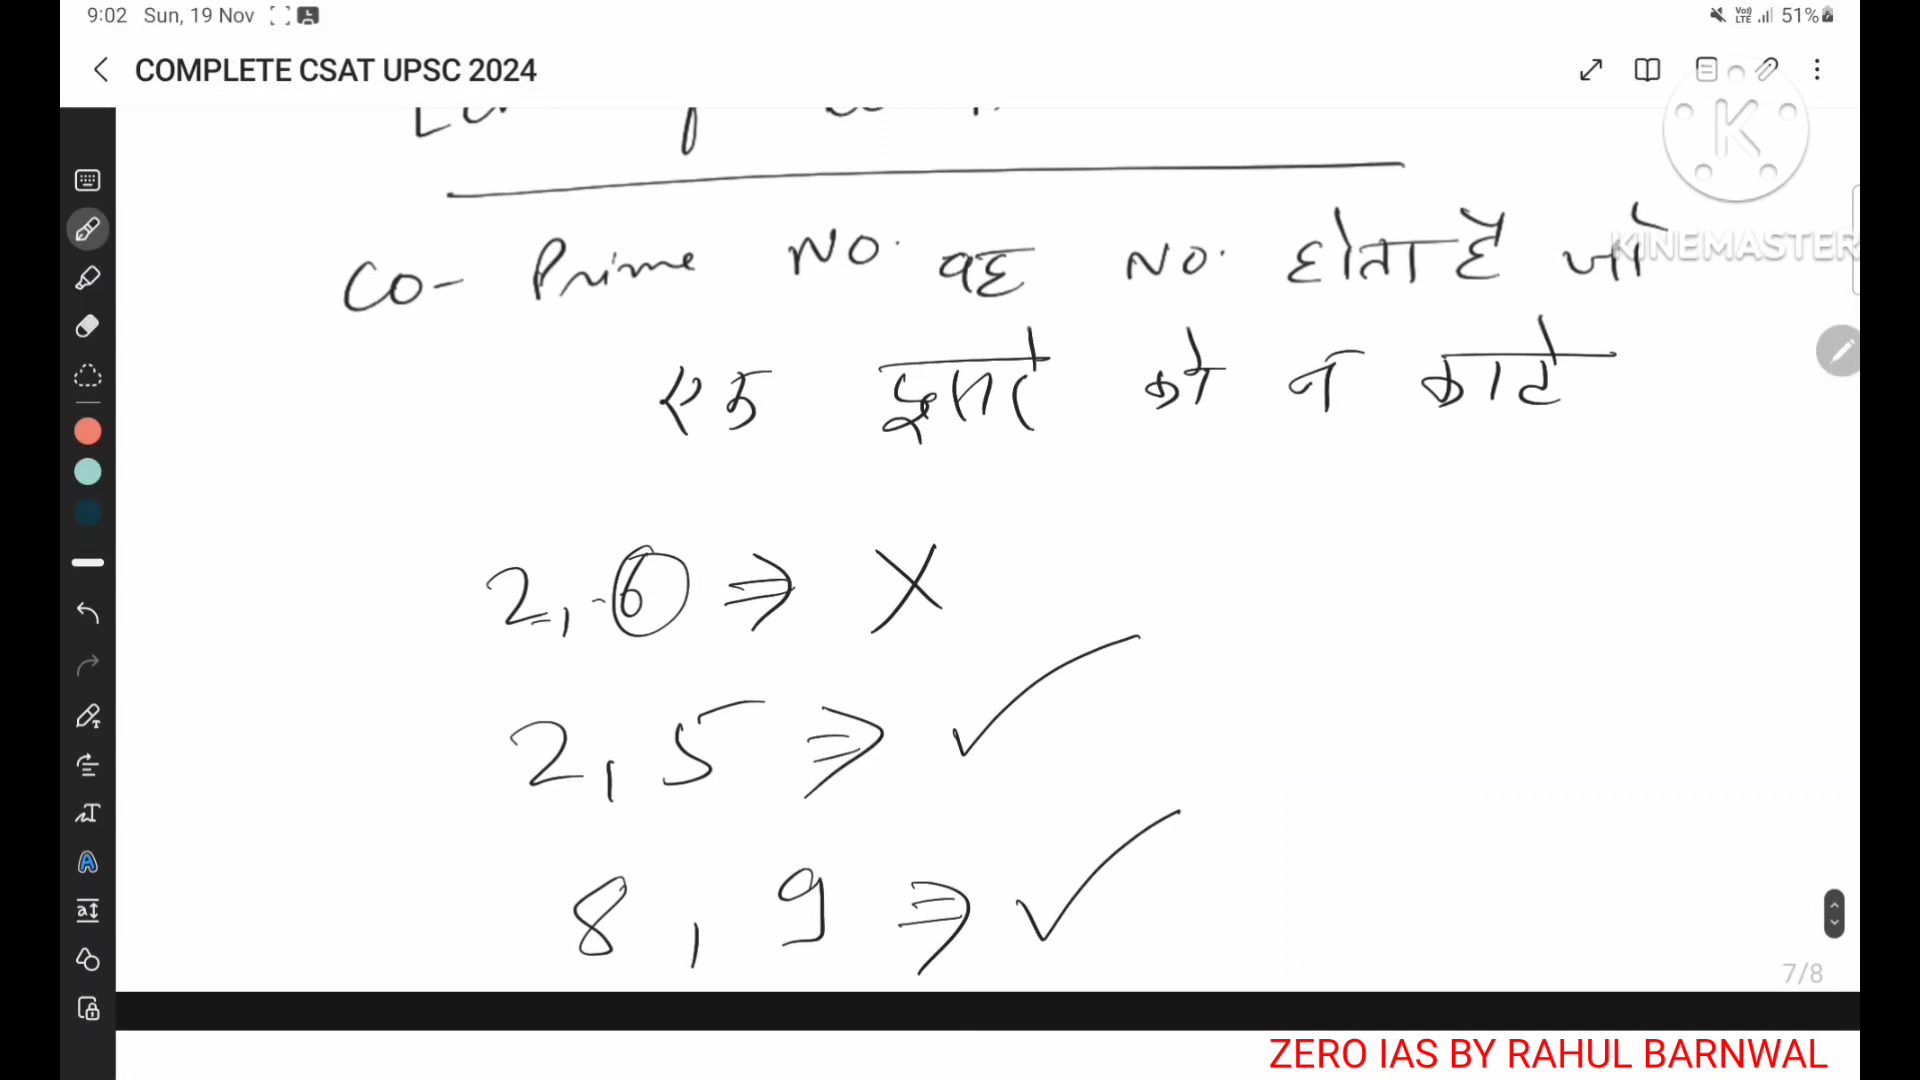 9:02 Sun, 19 Nov
51%
COMPLETE CSAT UPSC 2024
KINEMASTER
Co- Prime No. वह No. होता है जो
एक दूसरे को न काटे
2, 6 ⇒ X
2, 5 ⇒ ✓
8, 9 ⇒ ✓
7/8
ZERO IAS BY RAHUL BARNWAL